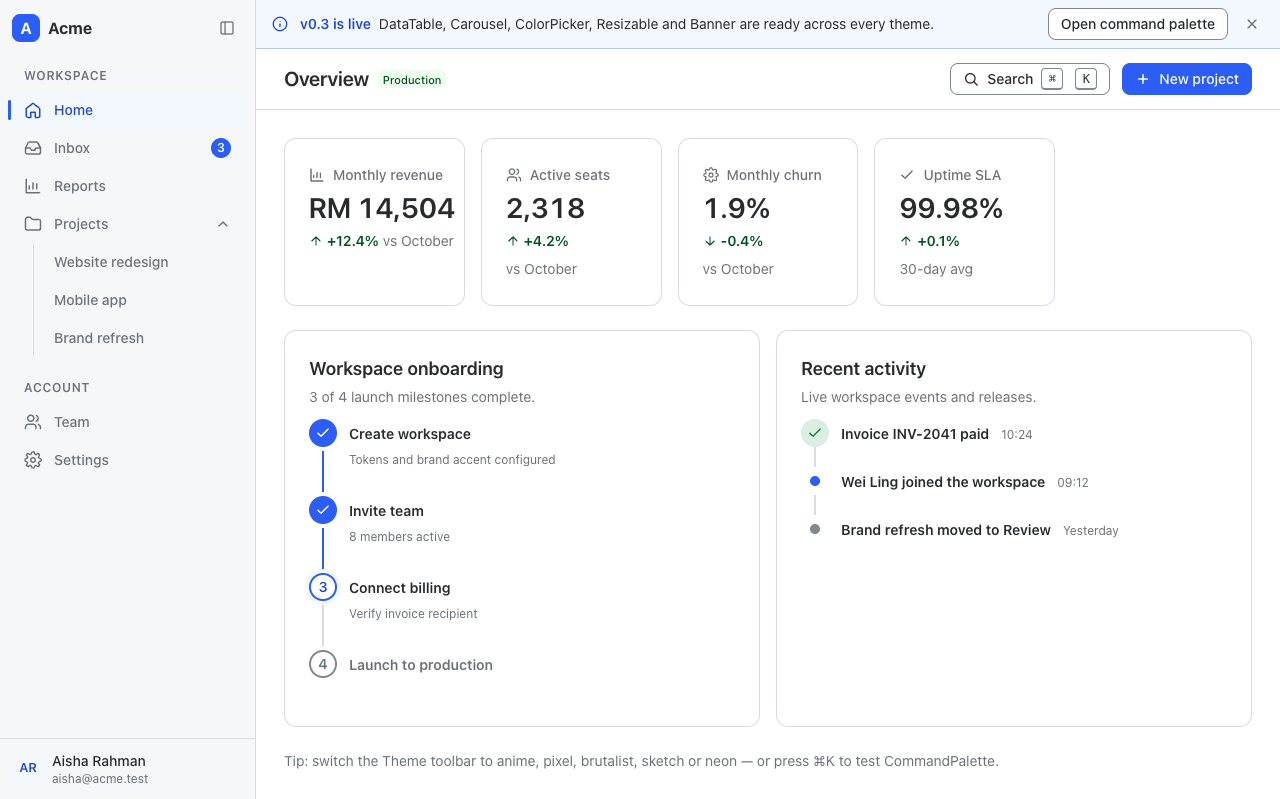 A Acme
WORKSPACE
Home
Inbox 3
Reports
Projects
Website redesign
Mobile app
Brand refresh
ACCOUNT
Team
Settings
AR
Aisha Rahman
aisha@acme.test
v0.3 is live DataTable, Carousel, ColorPicker, Resizable and Banner are ready across every theme.
Open command palette
Overview Production
Search ⌘ K
New project
Monthly revenue
RM 14,504
+12.4% vs October
Active seats
2,318
+4.2%
vs October
Monthly churn
1.9%
-0.4%
vs October
Uptime SLA
99.98%
+0.1%
30-day avg
Workspace onboarding
3 of 4 launch milestones complete.
Create workspace
Tokens and brand accent configured
Invite team
8 members active
3 Connect billing
Verify invoice recipient
4 Launch to production
Recent activity
Live workspace events and releases.
Invoice INV-2041 paid 10:24
Wei Ling joined the workspace 09:12
Brand refresh moved to Review Yesterday
Tip: switch the Theme toolbar to anime, pixel, brutalist, sketch or neon — or press ⌘K to test CommandPalette.